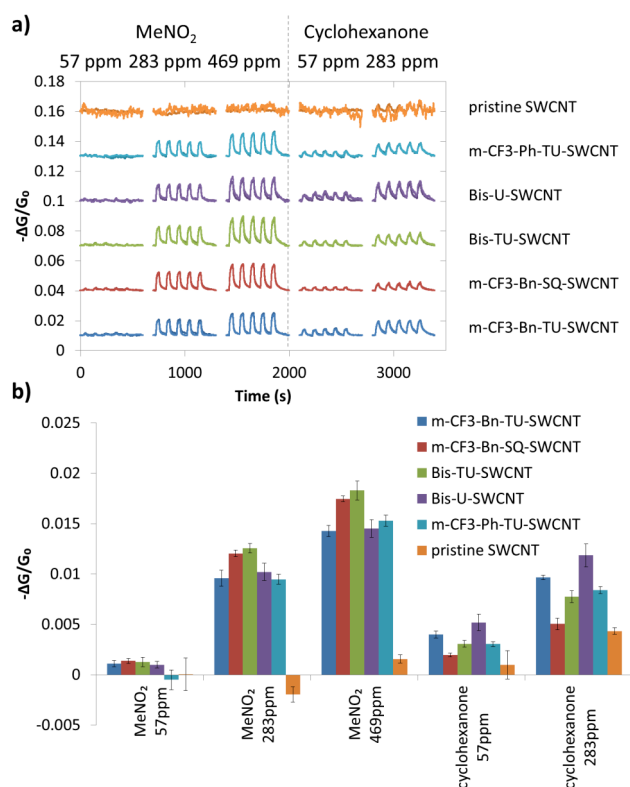 a)
MeNO₂ Cyclohexanone
57 ppm 283 ppm 469 ppm 57 ppm 283 ppm
0.18
0.16
0.14
0.12
0.1
0.08
0.06
0.04
0.02
0
-ΔG/G₀
pristine SWCNT
m-CF3-Ph-TU-SWCNT
Bis-U-SWCNT
Bis-TU-SWCNT
m-CF3-Bn-SQ-SWCNT
m-CF3-Bn-TU-SWCNT
0 1000 2000 3000
Time (s)
b)
0.025
0.02
0.015
0.01
0.005
0
-0.005
-ΔG/G₀
m-CF3-Bn-TU-SWCNT
m-CF3-Bn-SQ-SWCNT
Bis-TU-SWCNT
Bis-U-SWCNT
m-CF3-Ph-TU-SWCNT
pristine SWCNT
MeNO₂
57ppm
MeNO₂
283ppm
MeNO₂
469ppm
cyclohexanone
57ppm
cyclohexanone
283ppm